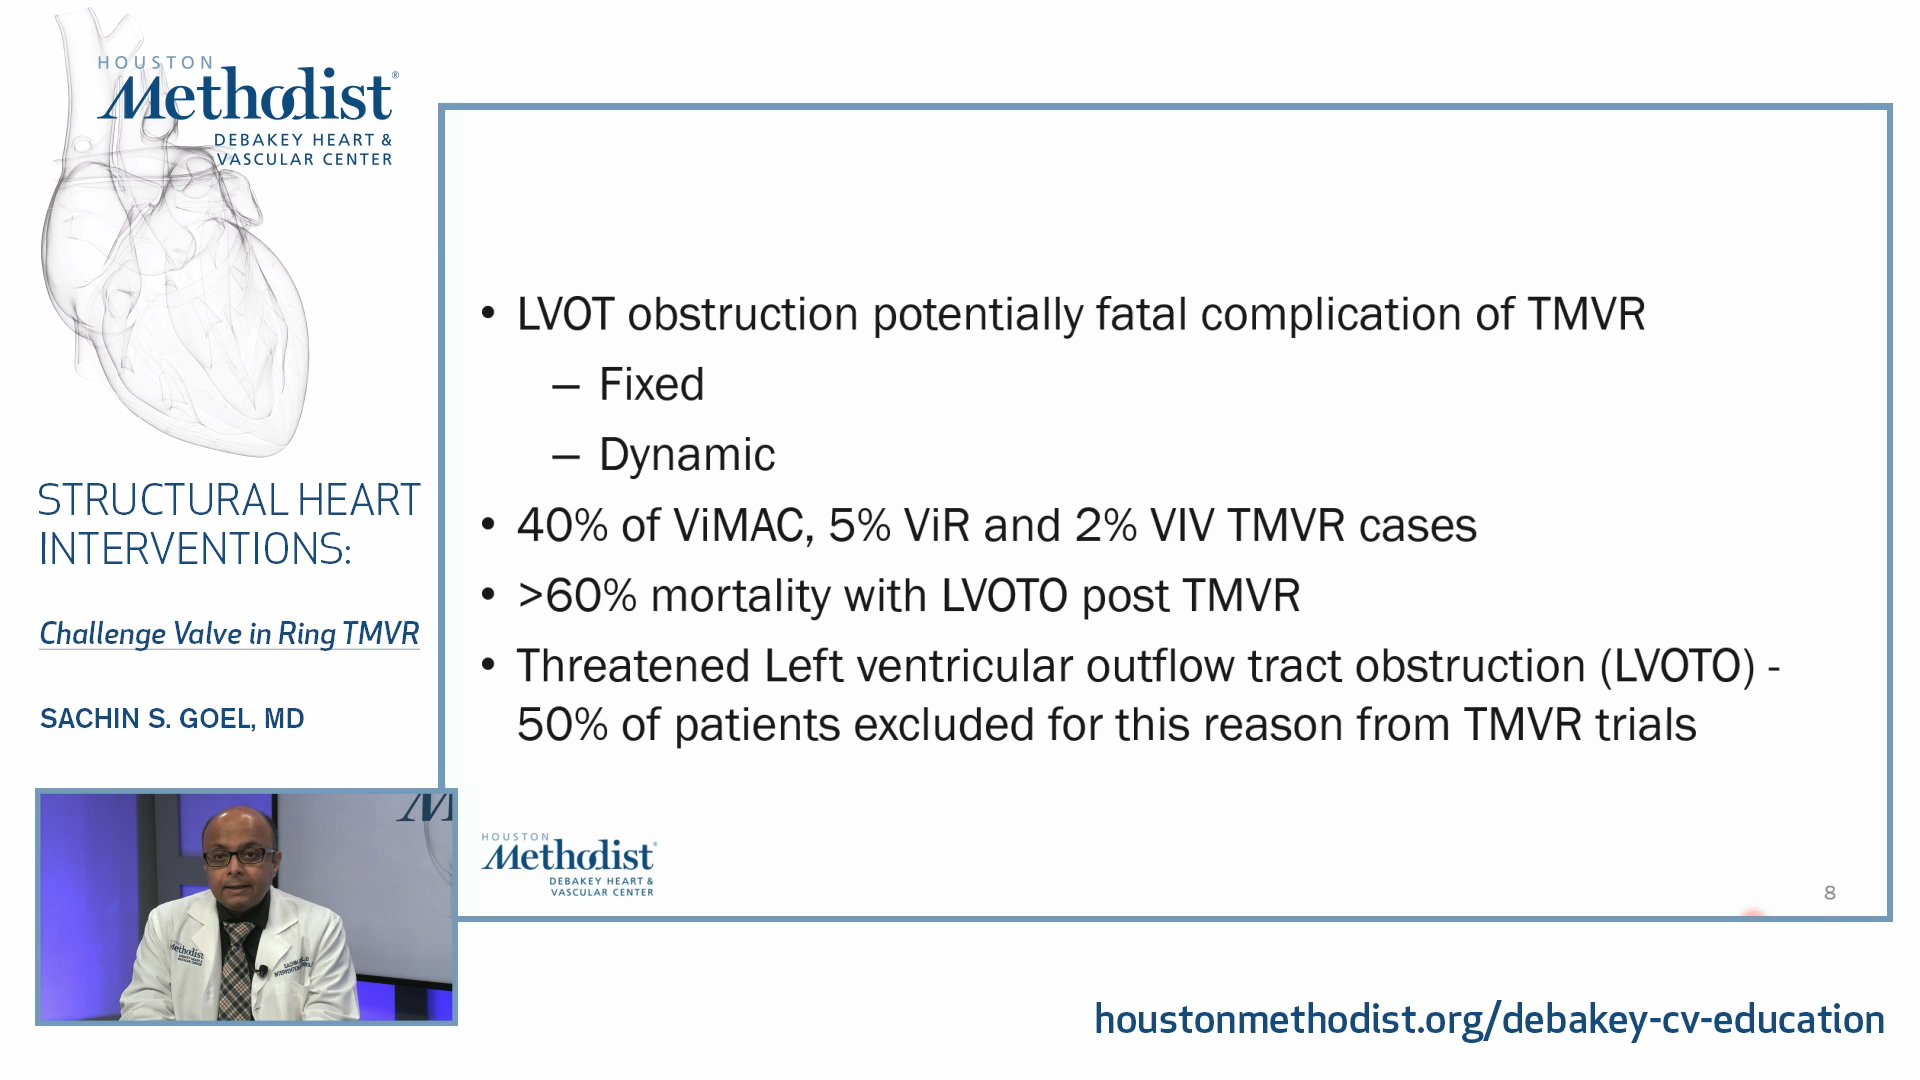 HOUSTON
Methodist®
DEBAKEY HEART &
VASCULAR CENTER
STRUCTURAL HEART
INTERVENTIONS:
Challenge Valve in Ring TMVR
SACHIN S. GOEL, MD
• LVOT obstruction potentially fatal complication of TMVR
– Fixed
– Dynamic
• 40% of ViMAC, 5% ViR and 2% VIV TMVR cases
• >60% mortality with LVOTO post TMVR
• Threatened Left ventricular outflow tract obstruction (LVOTO) -
50% of patients excluded for this reason from TMVR trials
HOUSTON
Methodist
DEBAKEY HEART &
VASCULAR CENTER
8
M
Methodist
houstonmethodist.org/debakey-cv-education